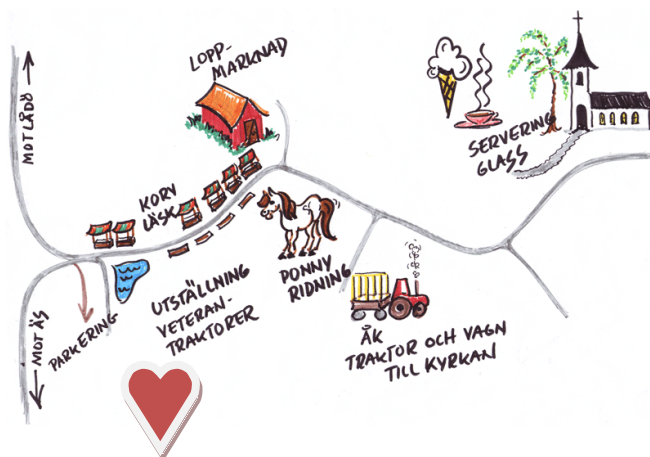 LOPP-
MARKNAD
MOT LÅDÖ
SERVERING
GLASS
KORV
LÄSK
PONNY
RIDNING
UTSTÄLLNING
VETERAN-
TRAKTORER
PARKERING
MOT ÄS
ÅK
TRAKTOR OCH VAGN
TILL KYRKAN